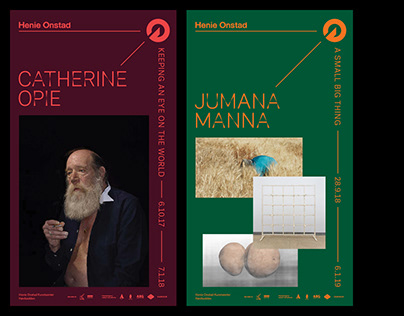 Henie Onstad
CATHERINE
OPIE
KEEPING AN EYE ON THE WORLD
6.10.17
7.1.18
Henie Onstad
JUMANA
MANNA
A SMALL BIG THING
28.9.18
6.1.19